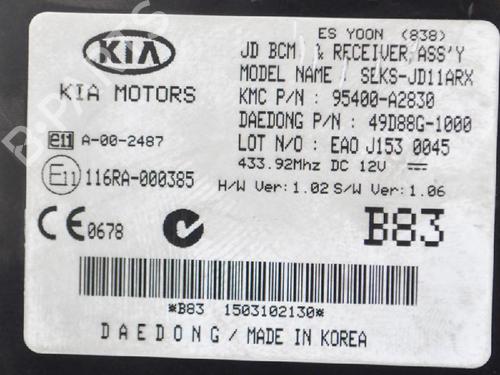 ES YOON (838)
KIA
JD BCM & RECEIVER, ASS'Y
MODEL NAME / SEKS-JD11ARX
KIA MOTORS
KMC P/N : 95400-A2830
DAEDONG P/N : 49D88G-1000
e11 A-00-2487
LOT N/O : EAO J153 0045
433.92MHz DC 12V
E11 116RA-000385
H/W Ver:1.02 S/W Ver:1.06
CE 0678
B83
*B83 1503102130*
DAEDONG / MADE IN KOREA